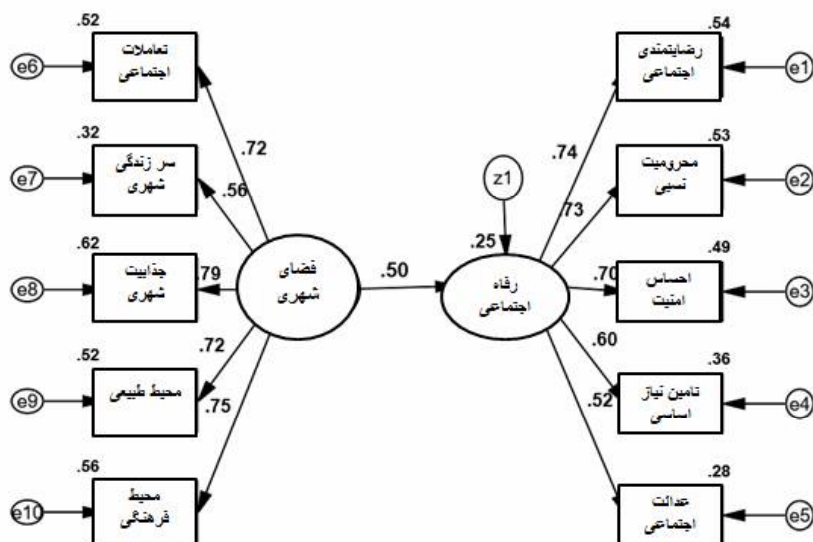 .52
تعاملات
اجتماعی
e6
.32
سر زندگی
شهری
e7
.62
جذابیت
شهری
e8
.52
محیط طبیعی
e9
.56
محیط
فرهنگی
e10
.72
.56
.79
.72
.75
فضای
شهری
.50
z1
.25
رفاه
اجتماعی
.74
.73
.70
.60
.52
.54
رضایتمندی
اجتماعی
e1
.53
محرومیت
نسبی
e2
.49
احساس
امنیت
e3
.36
تامین نیاز
اساسی
e4
.28
عدالت
اجتماعی
e5